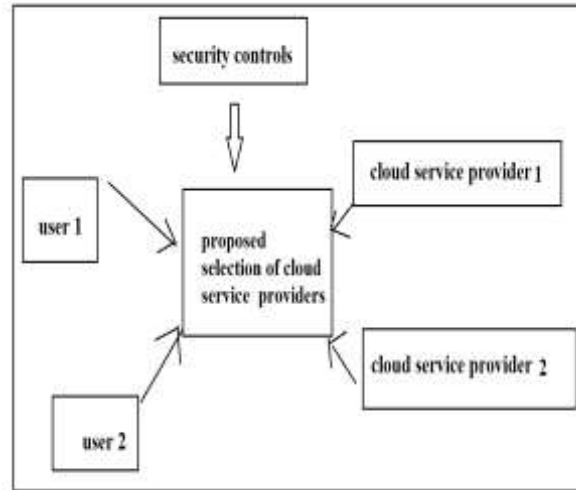 security controls
cloud service provider 1
user 1
proposed
selection of cloud
service providers
cloud service provider 2
user 2